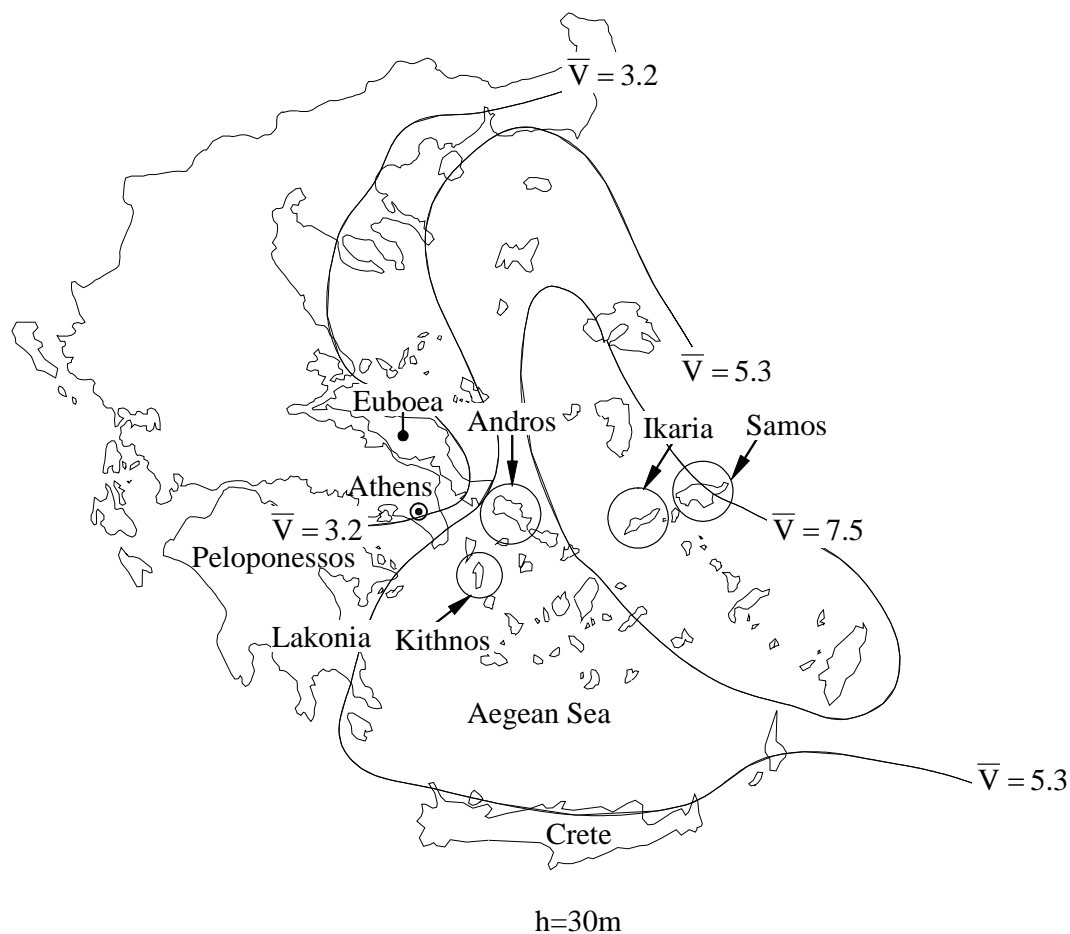 V̅ = 3.2
V̅ = 5.3
Euboea
Andros
Ikaria
Samos
Athens
V̅ = 3.2
V̅ = 7.5
Peloponessos
Lakonia
Kithnos
Aegean Sea
V̅ = 5.3
Crete
h=30m